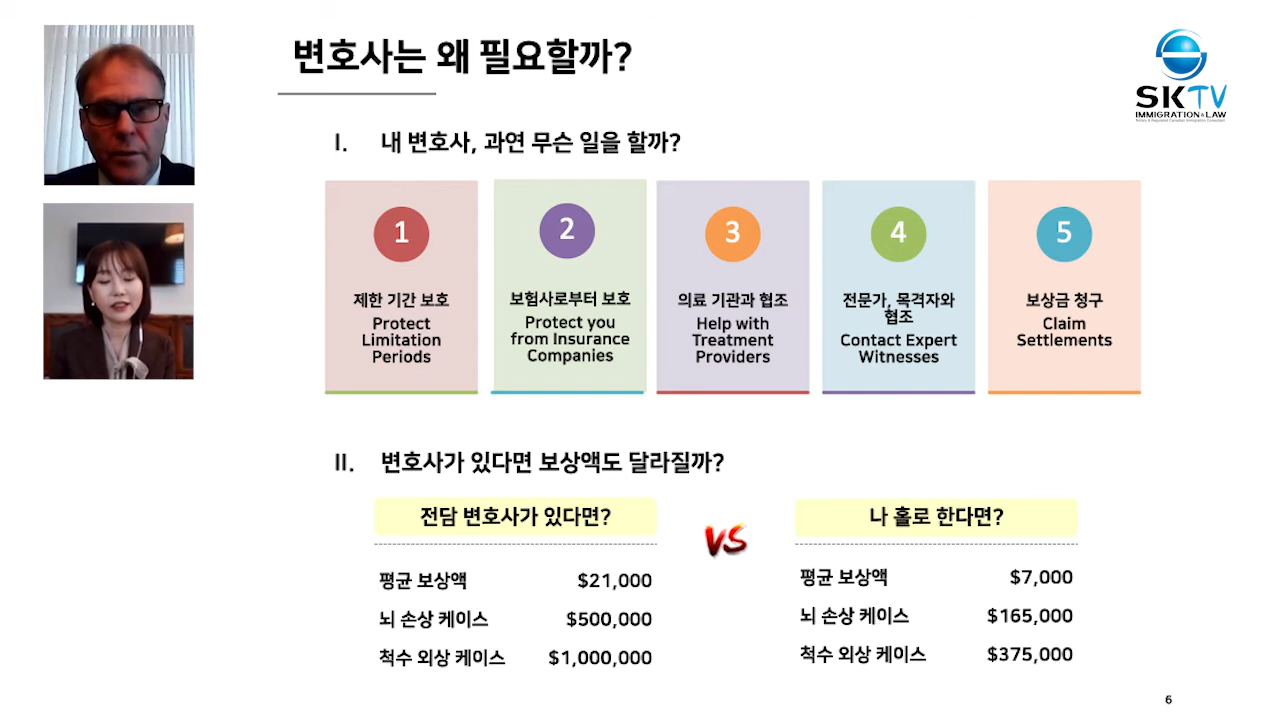 변호사는 왜 필요할까?
SKTV
IMMIGRATION & LAW
I. 내 변호사, 과연 무슨 일을 할까?
1
제한 기간 보호
Protect
Limitation
Periods
2
보험사로부터 보호
Protect you
from Insurance
Companies
3
의료 기관과 협조
Help with
Treatment
Providers
4
전문가, 목격자와
협조
Contact Expert
Witnesses
5
보상금 청구
Claim
Settlements
II. 변호사가 있다면 보상액도 달라질까?
전담 변호사가 있다면?
평균 보상액 $21,000
뇌 손상 케이스 $500,000
척수 외상 케이스 $1,000,000
VS
나 홀로 한다면?
평균 보상액 $7,000
뇌 손상 케이스 $165,000
척수 외상 케이스 $375,000
6